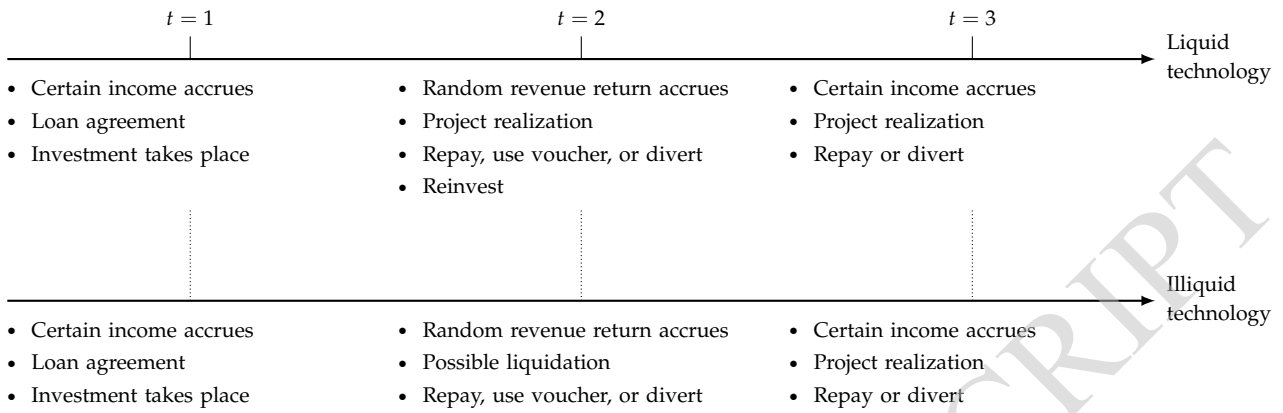 t = 1 t = 2 t = 3
Liquid
technology
• Certain income accrues
• Loan agreement
• Investment takes place
• Random revenue return accrues
• Project realization
• Repay, use voucher, or divert
• Reinvest
• Certain income accrues
• Project realization
• Repay or divert
Illiquid
technology
• Certain income accrues
• Loan agreement
• Investment takes place
• Random revenue return accrues
• Possible liquidation
• Repay, use voucher, or divert
• Certain income accrues
• Project realization
• Repay or divert
CRIPT